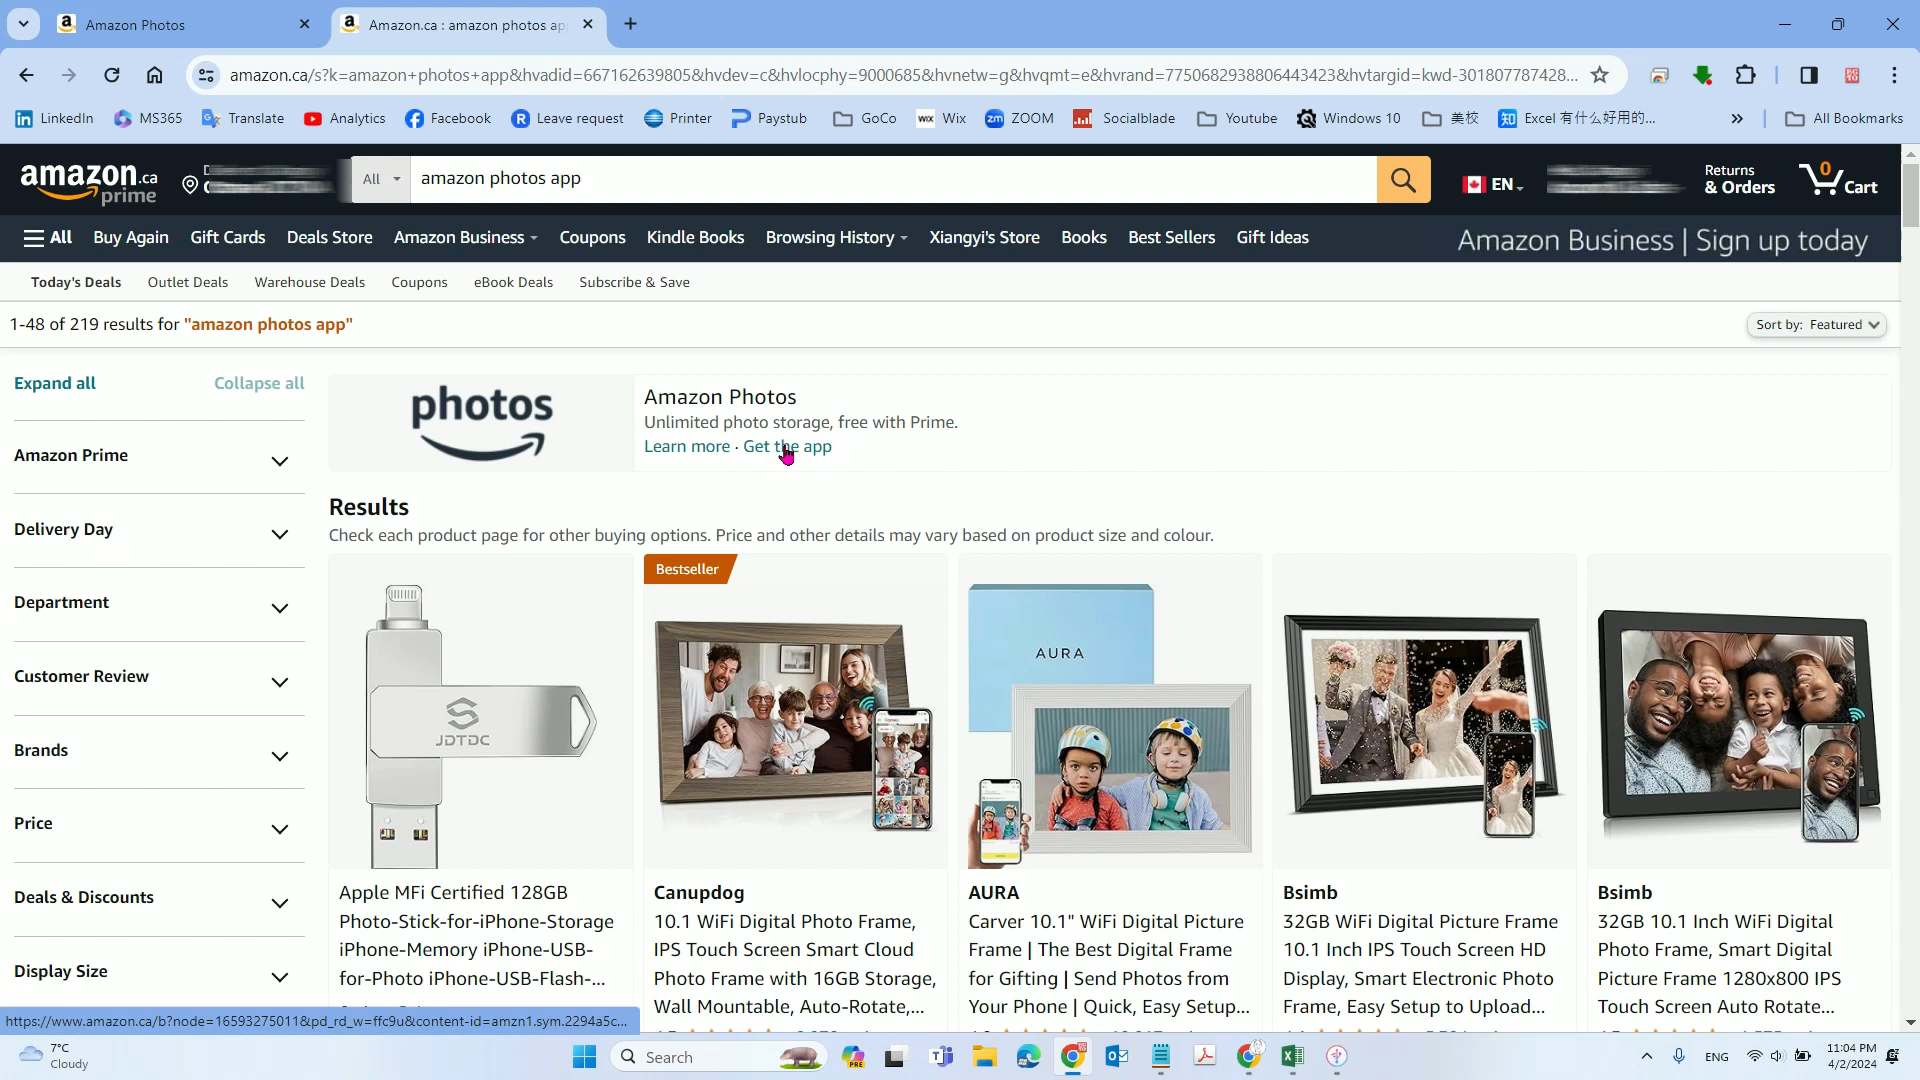 Amazon Photos
Amazon.ca : amazon photos ap
amazon.ca/s?k=amazon+photos+app&hvadid=667162639805&hvdev=c&hvlocphy=9000685&hvnetw=g&hvqmt=e&hvrand=7750682938806443423&hvtargid=kwd-301807787428...
LinkedIn MS365 Translate Analytics Facebook Leave request Printer Paystub GoCo Wix ZOOM Socialblade Youtube Windows 10 美校 Excel 有什么好用的... » All Bookmarks
amazon.ca prime
All amazon photos app
EN
Returns
& Orders
0 Cart
All Buy Again Gift Cards Deals Store Amazon Business Coupons Kindle Books Browsing History Xiangyi's Store Books Best Sellers Gift Ideas Amazon Business | Sign up today
Today's Deals Outlet Deals Warehouse Deals Coupons eBook Deals Subscribe & Save
1-48 of 219 results for "amazon photos app"
Sort by: Featured
Expand all Collapse all
Amazon Prime
Delivery Day
Department
Customer Review
Brands
Price
Deals & Discounts
Display Size
photos
Amazon Photos
Unlimited photo storage, free with Prime.
Learn more · Get the app
Results
Check each product page for other buying options. Price and other details may vary based on product size and colour.
JDTDC
Bestseller
AURA
Apple MFi Certified 128GB
Photo-Stick-for-iPhone-Storage
iPhone-Memory iPhone-USB-
for-Photo iPhone-USB-Flash-...
Canupdog
10.1 WiFi Digital Photo Frame,
IPS Touch Screen Smart Cloud
Photo Frame with 16GB Storage,
Wall Mountable, Auto-Rotate,...
AURA
Carver 10.1" WiFi Digital Picture
Frame | The Best Digital Frame
for Gifting | Send Photos from
Your Phone | Quick, Easy Setup...
Bsimb
32GB WiFi Digital Picture Frame
10.1 Inch IPS Touch Screen HD
Display, Smart Electronic Photo
Frame, Easy Setup to Upload...
Bsimb
32GB 10.1 Inch WiFi Digital
Photo Frame, Smart Digital
Picture Frame 1280x800 IPS
Touch Screen Auto Rotate...
https://www.amazon.ca/b?node=16593275011&pd_rd_w=ffc9u&content-id=amzn1.sym.2294a5c...
7°C
Cloudy
Search
ENG
11:04 PM
4/2/2024